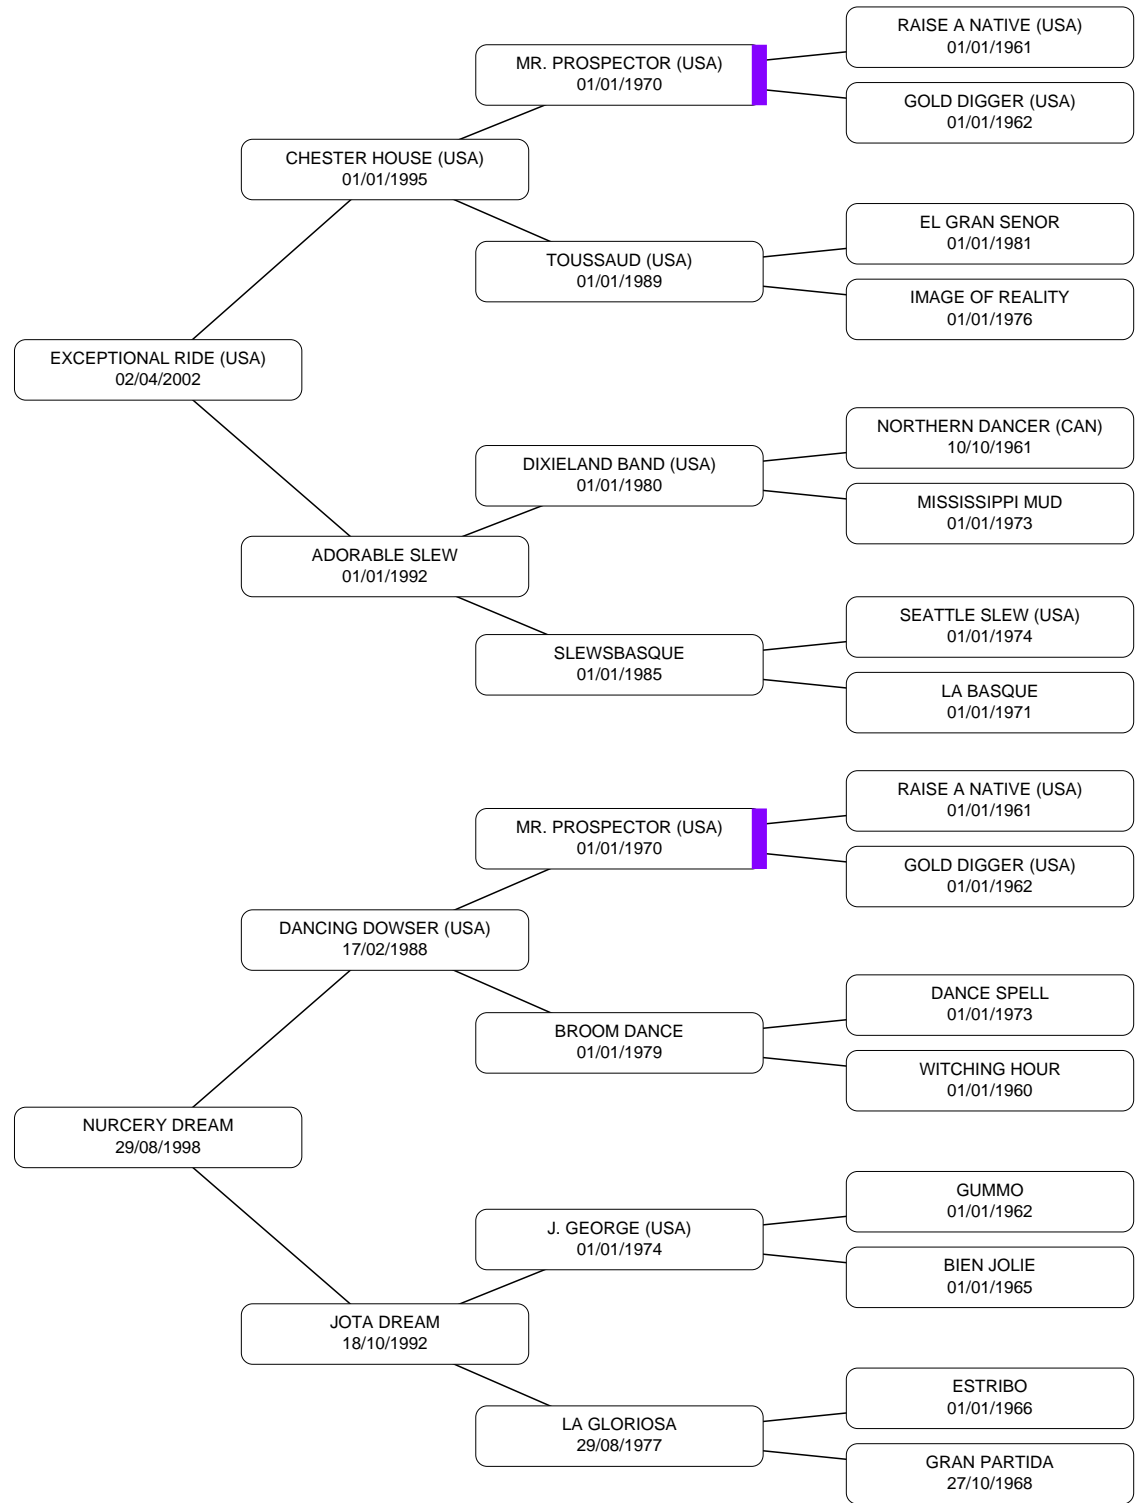 RAISE A NATIVE (USA)
01/01/1961
MR. PROSPECTOR (USA)
01/01/1970
GOLD DIGGER (USA)
01/01/1962
CHESTER HOUSE (USA)
01/01/1995
EL GRAN SENOR
01/01/1981
TOUSSAUD (USA)
01/01/1989
IMAGE OF REALITY
01/01/1976
EXCEPTIONAL RIDE (USA)
02/04/2002
NORTHERN DANCER (CAN)
10/10/1961
DIXIELAND BAND (USA)
01/01/1980
MISSISSIPPI MUD
01/01/1973
ADORABLE SLEW
01/01/1992
SEATTLE SLEW (USA)
01/01/1974
SLEWSBASQUE
01/01/1985
LA BASQUE
01/01/1971
RAISE A NATIVE (USA)
01/01/1961
MR. PROSPECTOR (USA)
01/01/1970
GOLD DIGGER (USA)
01/01/1962
DANCING DOWSER (USA)
17/02/1988
DANCE SPELL
01/01/1973
BROOM DANCE
01/01/1979
WITCHING HOUR
01/01/1960
NURCERY DREAM
29/08/1998
GUMMO
01/01/1962
J. GEORGE (USA)
01/01/1974
BIEN JOLIE
01/01/1965
JOTA DREAM
18/10/1992
ESTRIBO
01/01/1966
LA GLORIOSA
29/08/1977
GRAN PARTIDA
27/10/1968